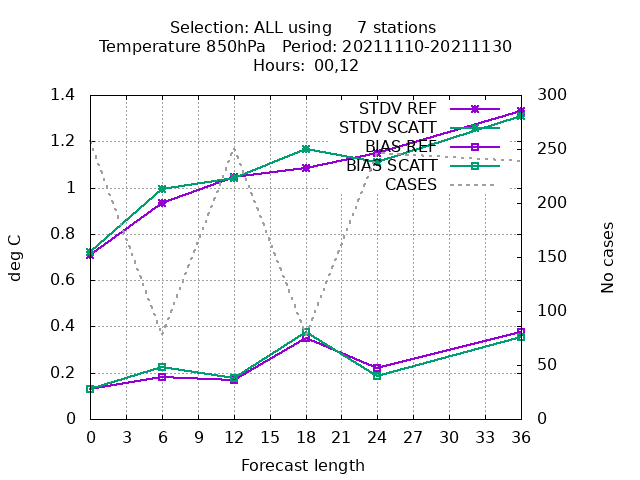 Selection: ALL using     7 stations
Temperature 850hPa   Period: 20211110-20211130
Hours:  00,12
1.4
1.2
1
0.8
0.6
0.4
0.2
0
deg C
STDV REF
STDV SCATT
BIAS REF
BIAS SCATT
CASES
300
250
200
150
100
50
0
No cases
0 3 6 9 12 15 18 21 24 27 30 33 36
Forecast length